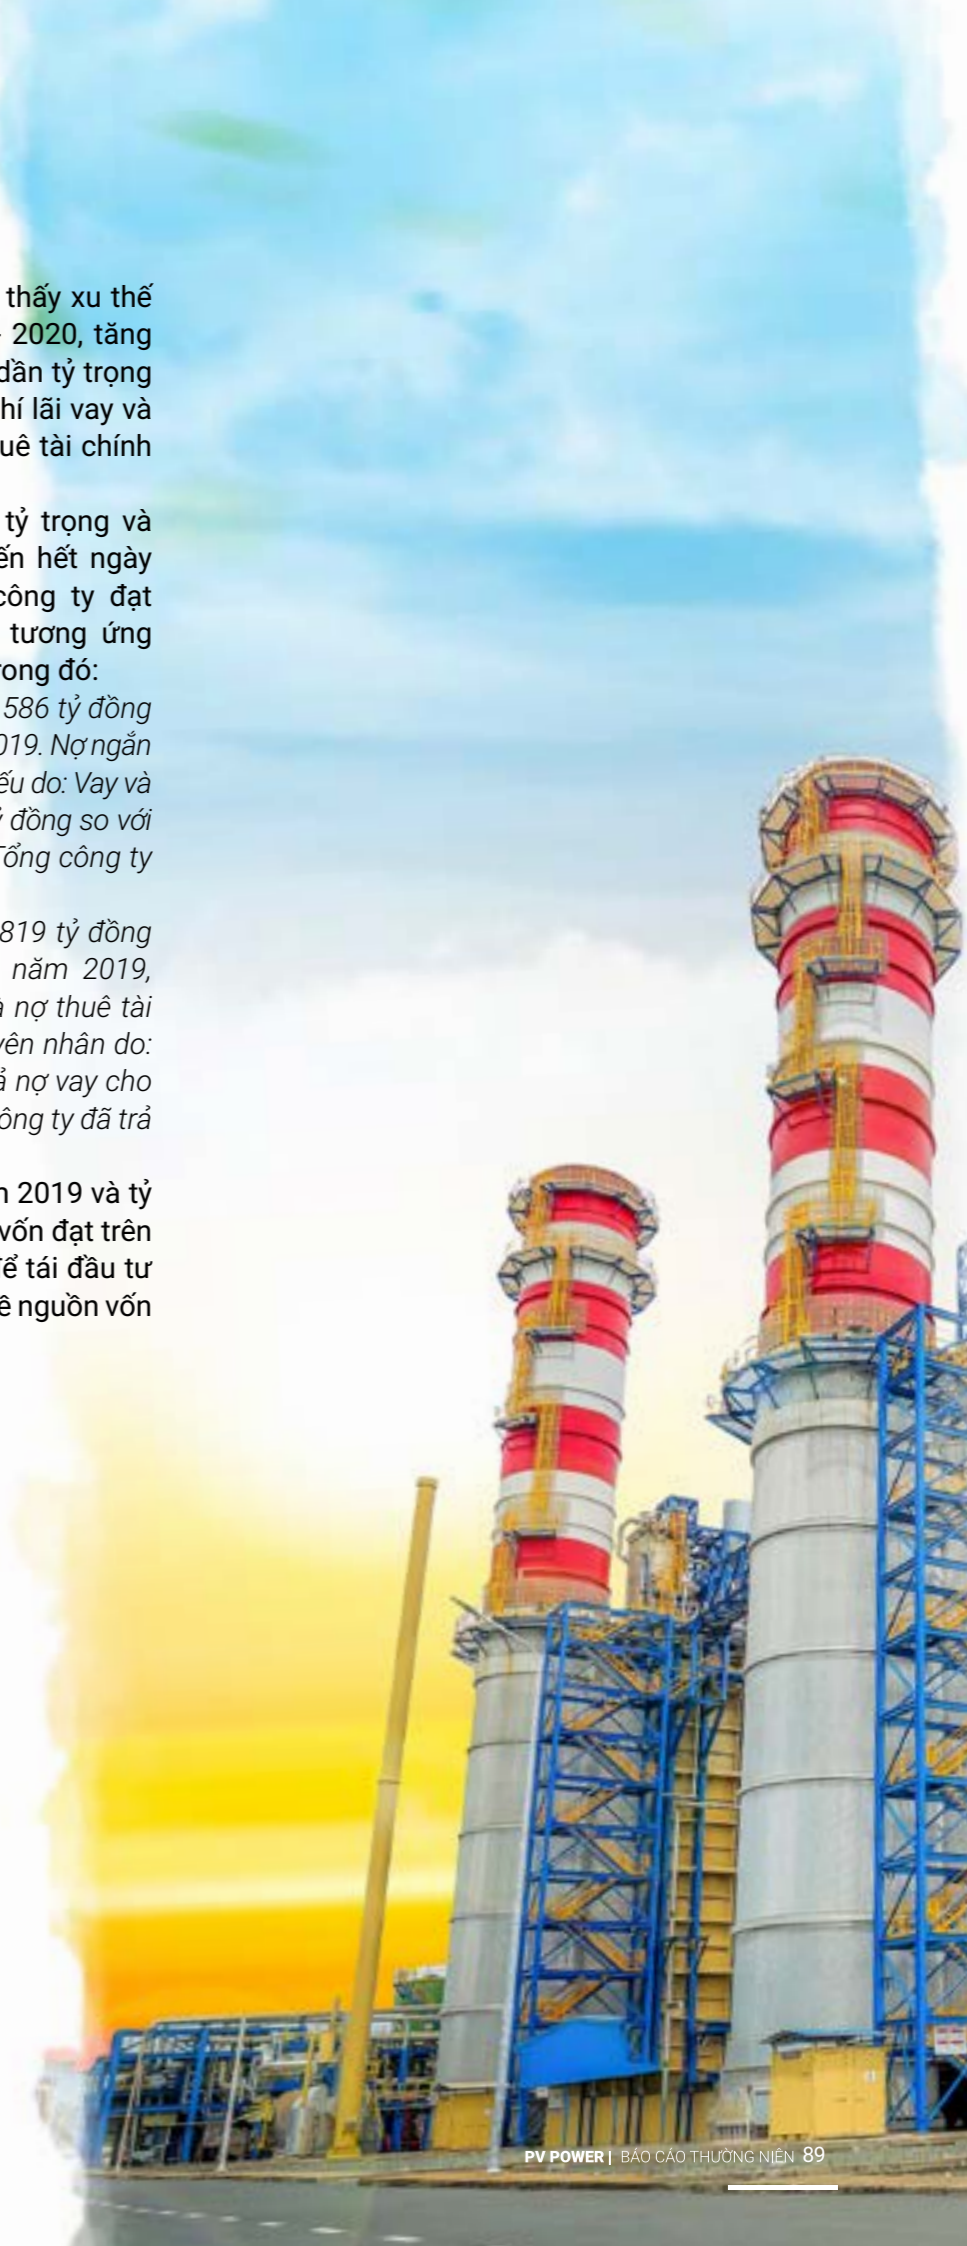 thấy xu thế
2020, tăng
dần tỷ trọng
hí lãi vay và
uê tài chính
tỷ trọng và
ến hết ngày
công ty đạt
tương ứng
rong đó:
586 tỷ đồng
019. Nợ ngắn
ếu do: Vay và
ỷ đồng so với
Tổng công ty
819 tỷ đồng
năm 2019,
à nợ thuê tài
yên nhân do:
ả nợ vay cho
ông ty đã trả
m 2019 và tỷ
vốn đạt trên
để tái đầu tư
ề nguồn vốn
PV POWER | BÁO CÁO THƯỜNG NIÊN 89